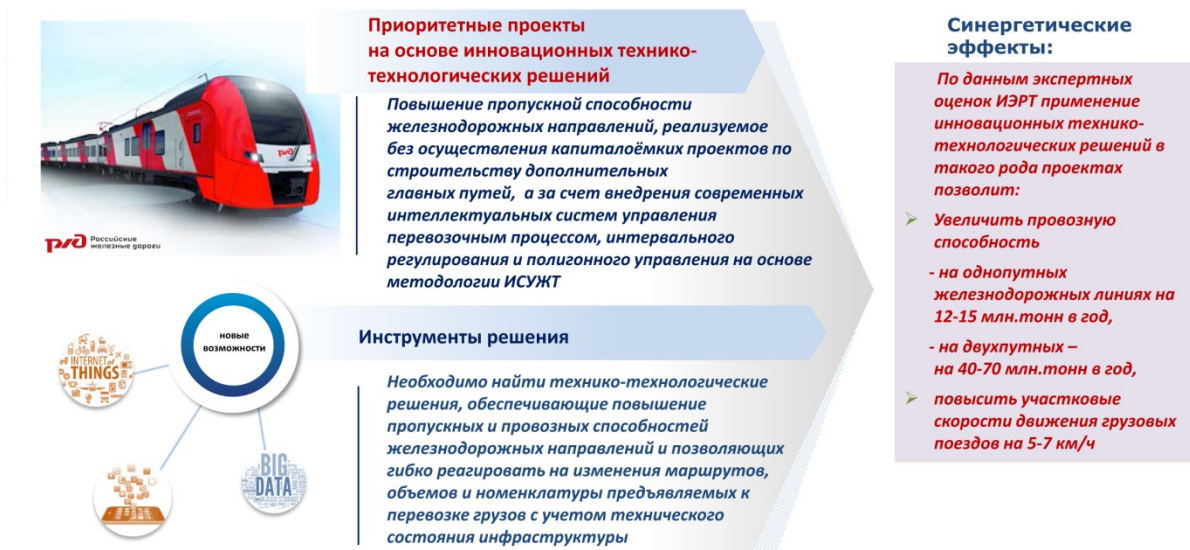 Приоритетные проекты
на основе инновационных технико-
технологических решений
Повышение пропускной способности
железнодорожных направлений, реализуемое
без осуществления капиталоёмких проектов по
строительству дополнительных
главных путей, а за счет внедрения современных
интеллектуальных систем управления
перевозочным процессом, интервального
регулирования и полигонного управления на основе
методологии ИСУЖТ
ржд
ржд Российские
железные дороги
новые
возможности
INTERNET of
THINGS
BIG
DATA
Инструменты решения
Необходимо найти технико-технологические
решения, обеспечивающие повышение
пропускных и провозных способностей
железнодорожных направлений и позволяющих
гибко реагировать на изменения маршрутов,
объемов и номенклатуры предъявляемых к
перевозке грузов с учетом технического
состояния инфраструктуры
Синергетические
эффекты:
По данным экспертных
оценок ИЭРТ применение
инновационных технико-
технологических решений в
такого рода проектах
позволит:
Увеличить провозную
способность
- на однопутных
железнодорожных линиях на
12-15 млн.тонн в год,
- на двухпутных –
на 40-70 млн.тонн в год,
повысить участковые
скорости движения грузовых
поездов на 5-7 км/ч